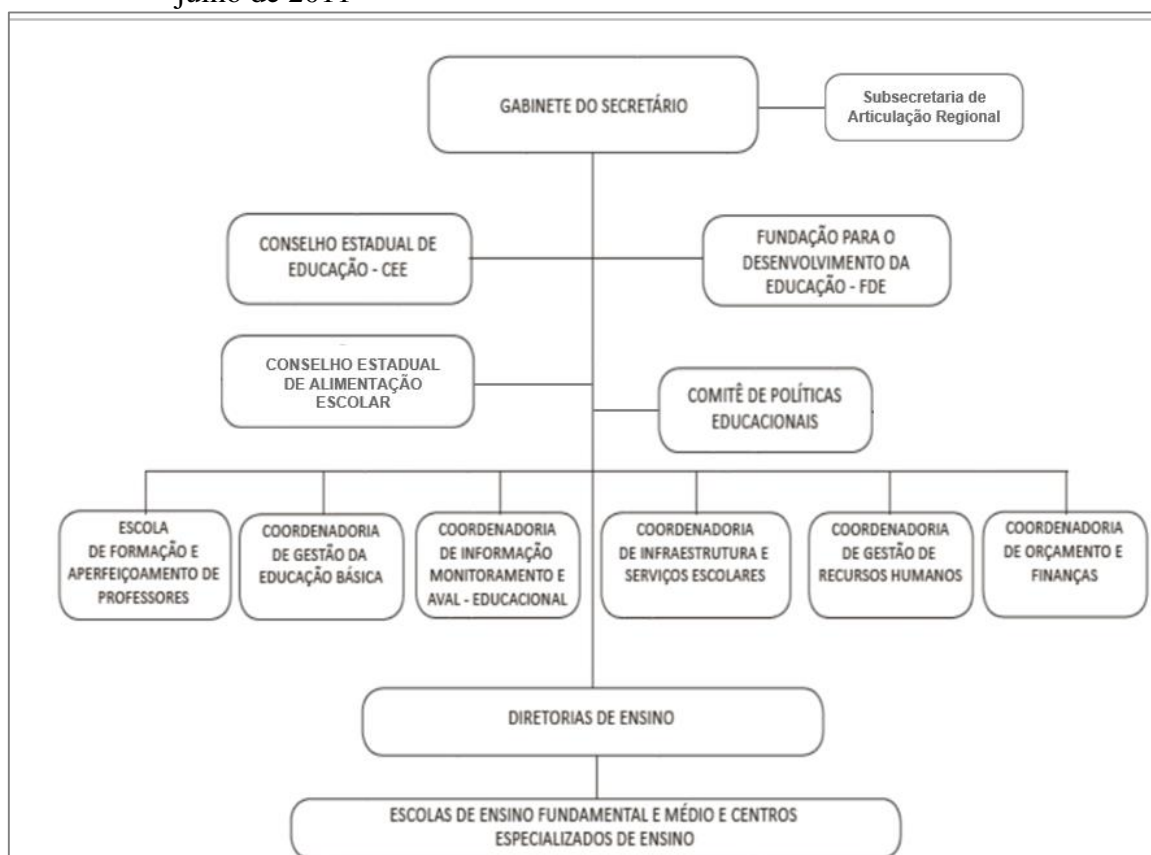 julho de 2011
GABINETE DO SECRETÁRIO
Subsecretaria de
Articulação Regional
CONSELHO ESTADUAL DE
EDUCAÇÃO - CEE
FUNDAÇÃO PARA O
DESENVOLVIMENTO DA
EDUCAÇÃO - FDE
CONSELHO ESTADUAL
DE ALIMENTAÇÃO
ESCOLAR
COMITÊ DE POLÍTICAS
EDUCACIONAIS
ESCOLA
DE FORMAÇÃO E
APERFEIÇOAMENTO DE
PROFESSORES
COORDENADORIA
DE GESTÃO DA
EDUCAÇÃO BÁSICA
COORDENADORIA
DE INFORMAÇÃO
MONITORAMENTO E
AVAL - EDUCACIONAL
COORDENADORIA
DE INFRAESTRUTURA E
SERVIÇOS ESCOLARES
COORDENADORIA
DE GESTÃO DE
RECURSOS HUMANOS
COORDENADORIA
DE ORÇAMENTO E
FINANÇAS
DIRETORIAS DE ENSINO
ESCOLAS DE ENSINO FUNDAMENTAL E MÉDIO E CENTROS
ESPECIALIZADOS DE ENSINO